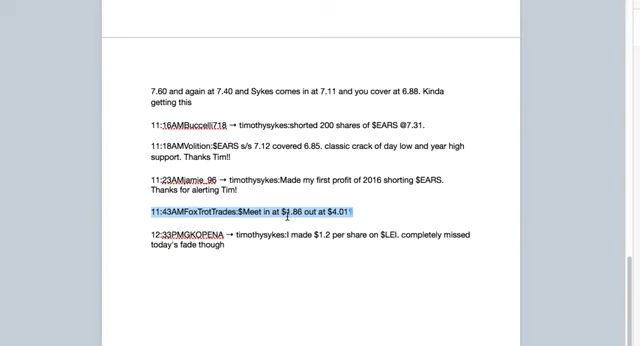 7.60 and again at 7.40 and Sykes comes in at 7.11 and you cover at 6.88. Kinda
getting this
11:16AMBuccelli718 → timothysykes:shorted 200 shares of $EARS @7.31.
11:18AMVolition:$EARS s/s 7.12 covered 6.85. classic crack of day low and year high
support. Thanks Tim!!
11:23AMjamie_96 → timothysykes:Made my first profit of 2016 shorting $EARS.
Thanks for alerting Tim!
11:43AMFoxTrotTrades:$Meet in at $1.86 out at $4.01
12:33PMGKOPENA → timothysykes:I made $1.2 per share on $LEI. completely missed
today's fade though